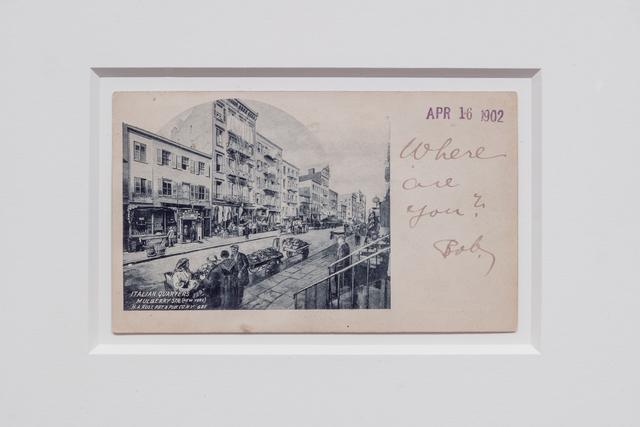 APR 16 1902
Where
are
you?
Bob
ITALIAN QUARTERS
MULBERRY STR. (NEW YORK)